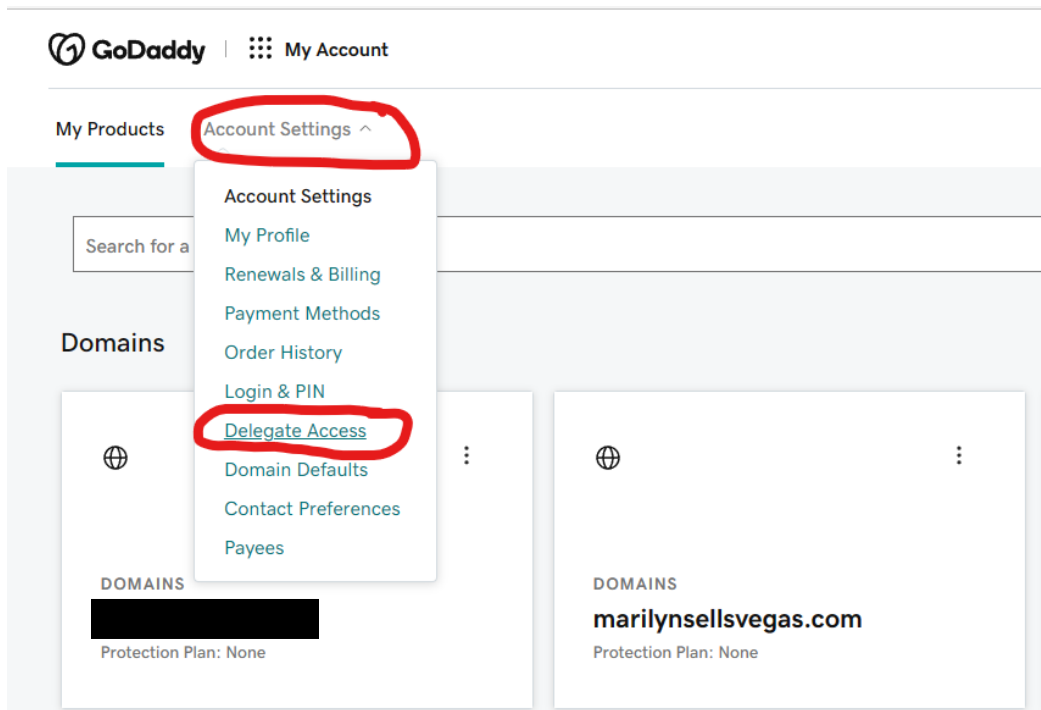 GoDaddy My Account
My Products Account Settings
Account Settings
My Profile
Search for a
Renewals & Billing
Payment Methods
Order History
Domains
Login & PIN
Delegate Access
Domain Defaults
Contact Preferences
Payees
DOMAINS
Protection Plan: None
DOMAINS
marilynsellsvegas.com
Protection Plan: None